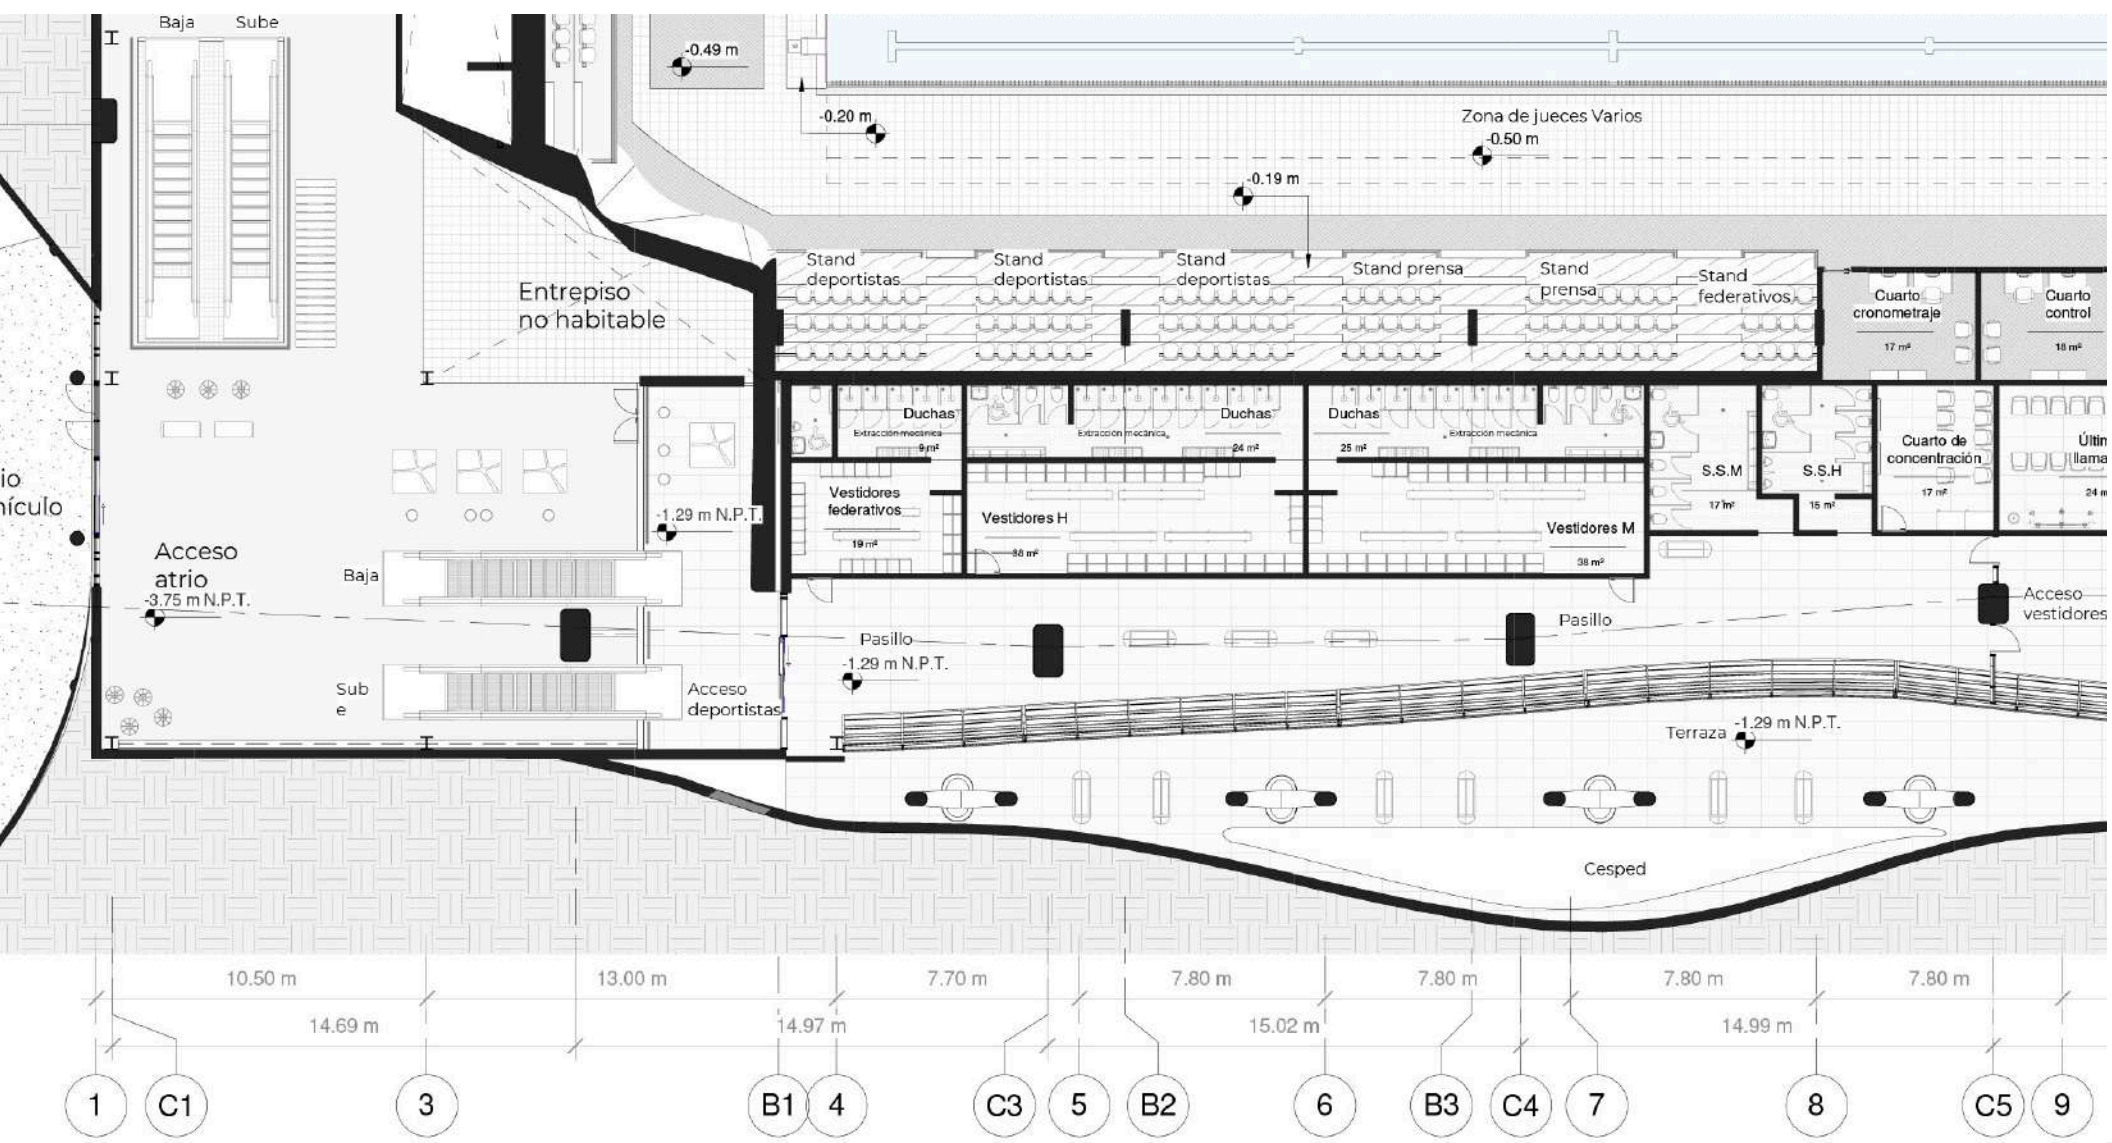 Baja
Sube
-0.49 m
-0.20 m
Zona de jueces Varios
-0.50 m
-0.19 m
Stand
deportistas
Stand
deportistas
Stand
deportistas
Stand prensa
Stand
prensa
Stand
federativos
Cuarto
cronometraje
17 m²
Cuarto
control
18 m²
Entrepiso
no habitable
Duchas
Extracción mecánica
9 m²
Duchas
Extracción mecánica
24 m²
Duchas
Extracción mecánica
25 m²
S.S.M
17 m²
S.S.H
15 m²
Cuarto de
concentración
17 m²
Últim
llama
24 m
Vestidores
federativos
19 m²
Vestidores H
38 m²
Vestidores M
38 m²
io
nículo
-1.29 m N.P.T.
Acceso
atrio
-3.75 m N.P.T.
Baja
Acceso
vestidores
Pasillo
-1.29 m N.P.T.
Pasillo
Sub
e
Acceso
deportistas
Terraza
-1.29 m N.P.T.
Cesped
10.50 m
13.00 m
7.70 m
7.80 m
7.80 m
7.80 m
7.80 m
14.69 m
14.97 m
15.02 m
14.99 m
1
C1
3
B1
4
C3
5
B2
6
B3
C4
7
8
C5
9